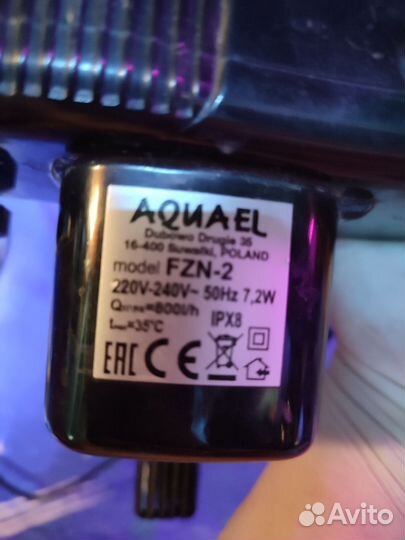 AQUAEL
Dubowo Drugie 35
16-400 Suwałki, POLAND
model FZN-2
220V-240V~ 50Hz 7,2W
Qmax=800l/h
tmax=35°C
IPX8
EAC CE
Avito